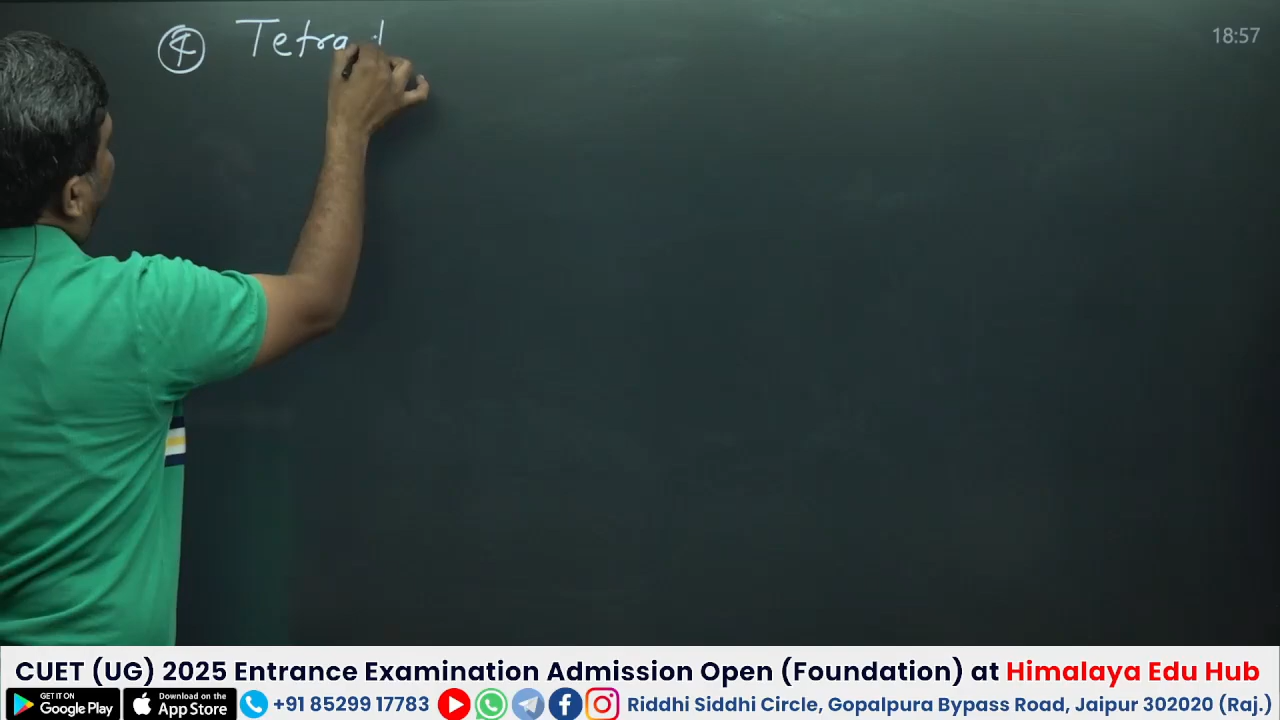 ④ Tetra
18:57
CUET (UG) 2025 Entrance Examination Admission Open (Foundation) at Himalaya Edu Hub
GET IT ON Google Play Download on the App Store +91 85299 17783 Riddhi Siddhi Circle, Gopalpura Bypass Road, Jaipur 302020 (Raj.)